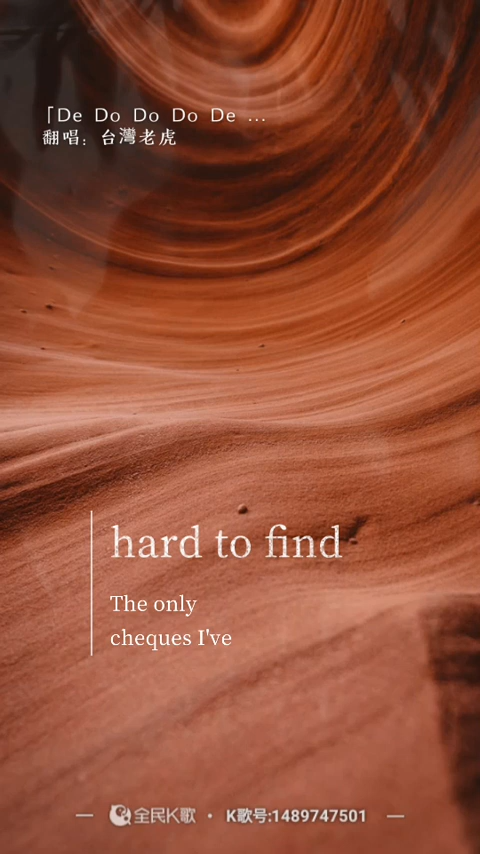 「De Do Do Do De ...
翻唱：台灣老虎
hard to find
The only
cheques I've
全民K歌 · K歌号:1489747501